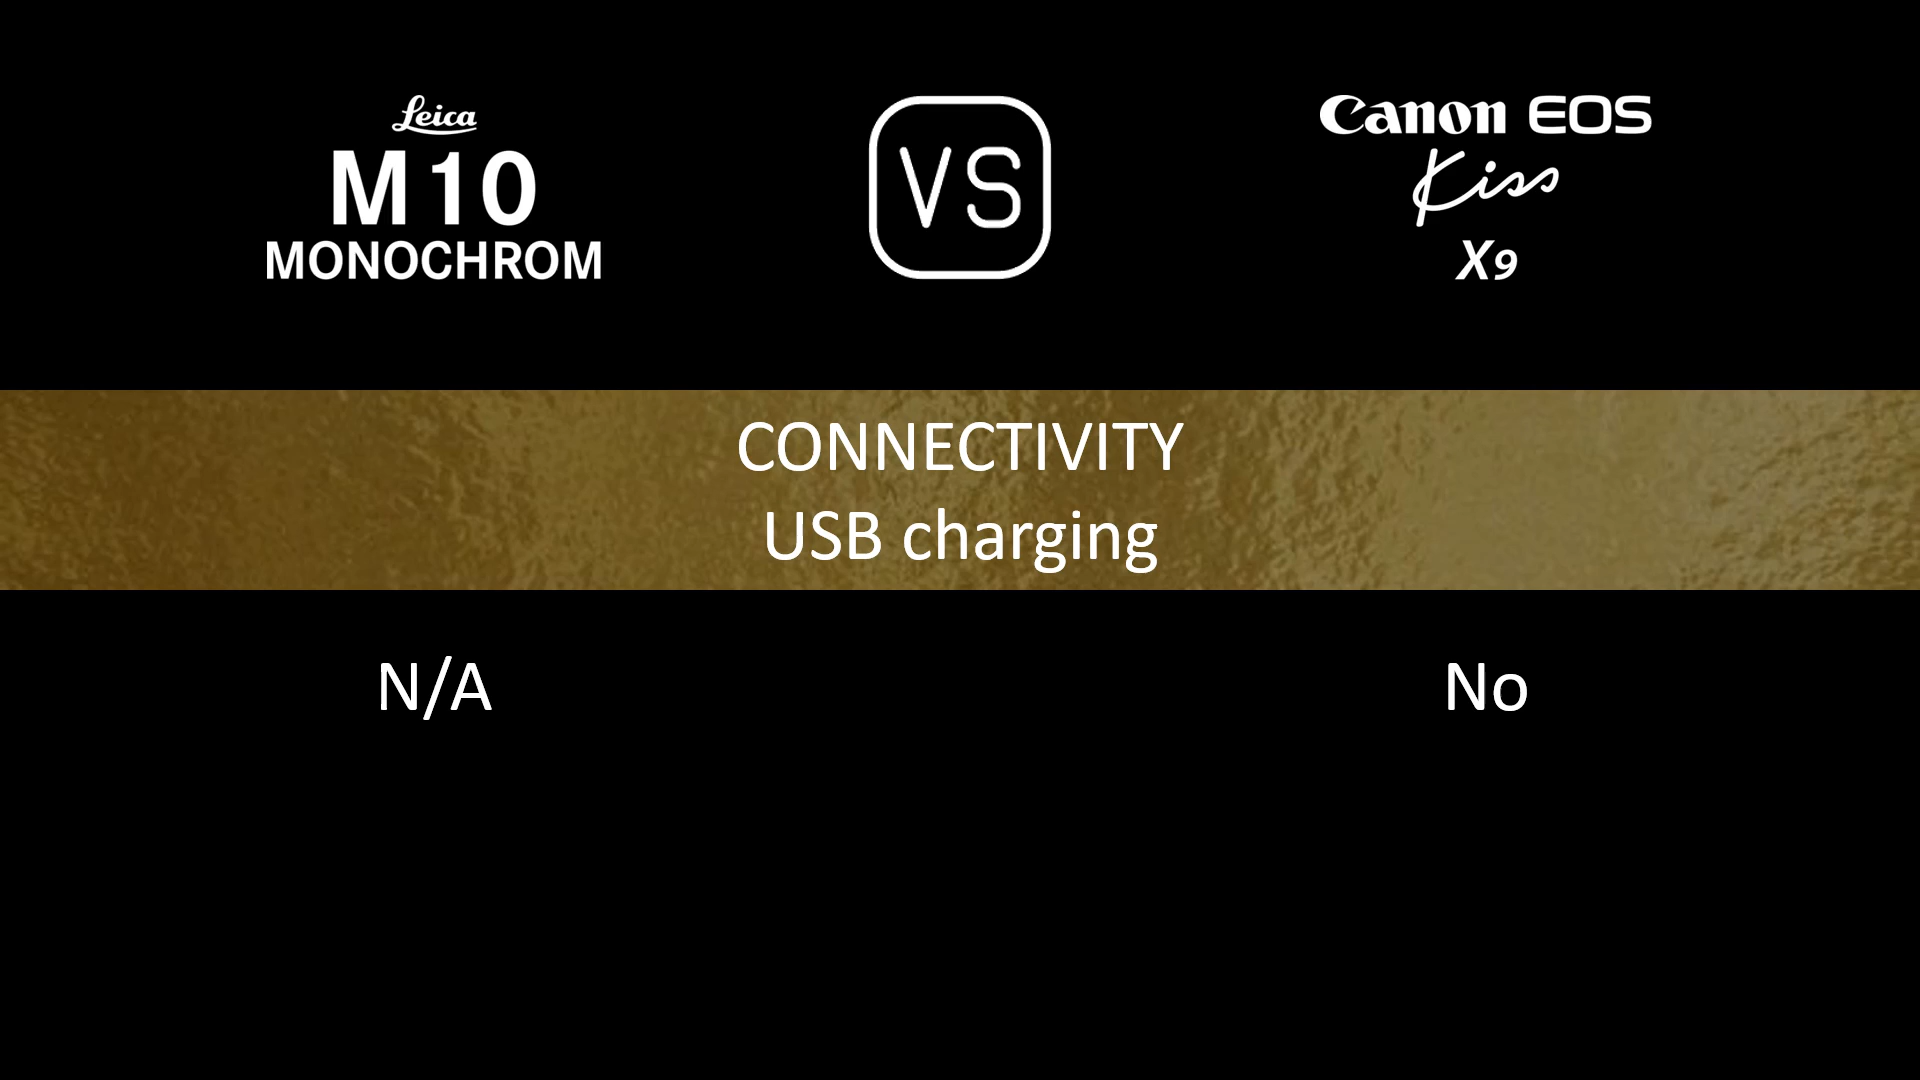 Leica
M10
MONOCHROM
VS
Canon EOS
Kiss
X9
CONNECTIVITY
USB charging
N/A
No